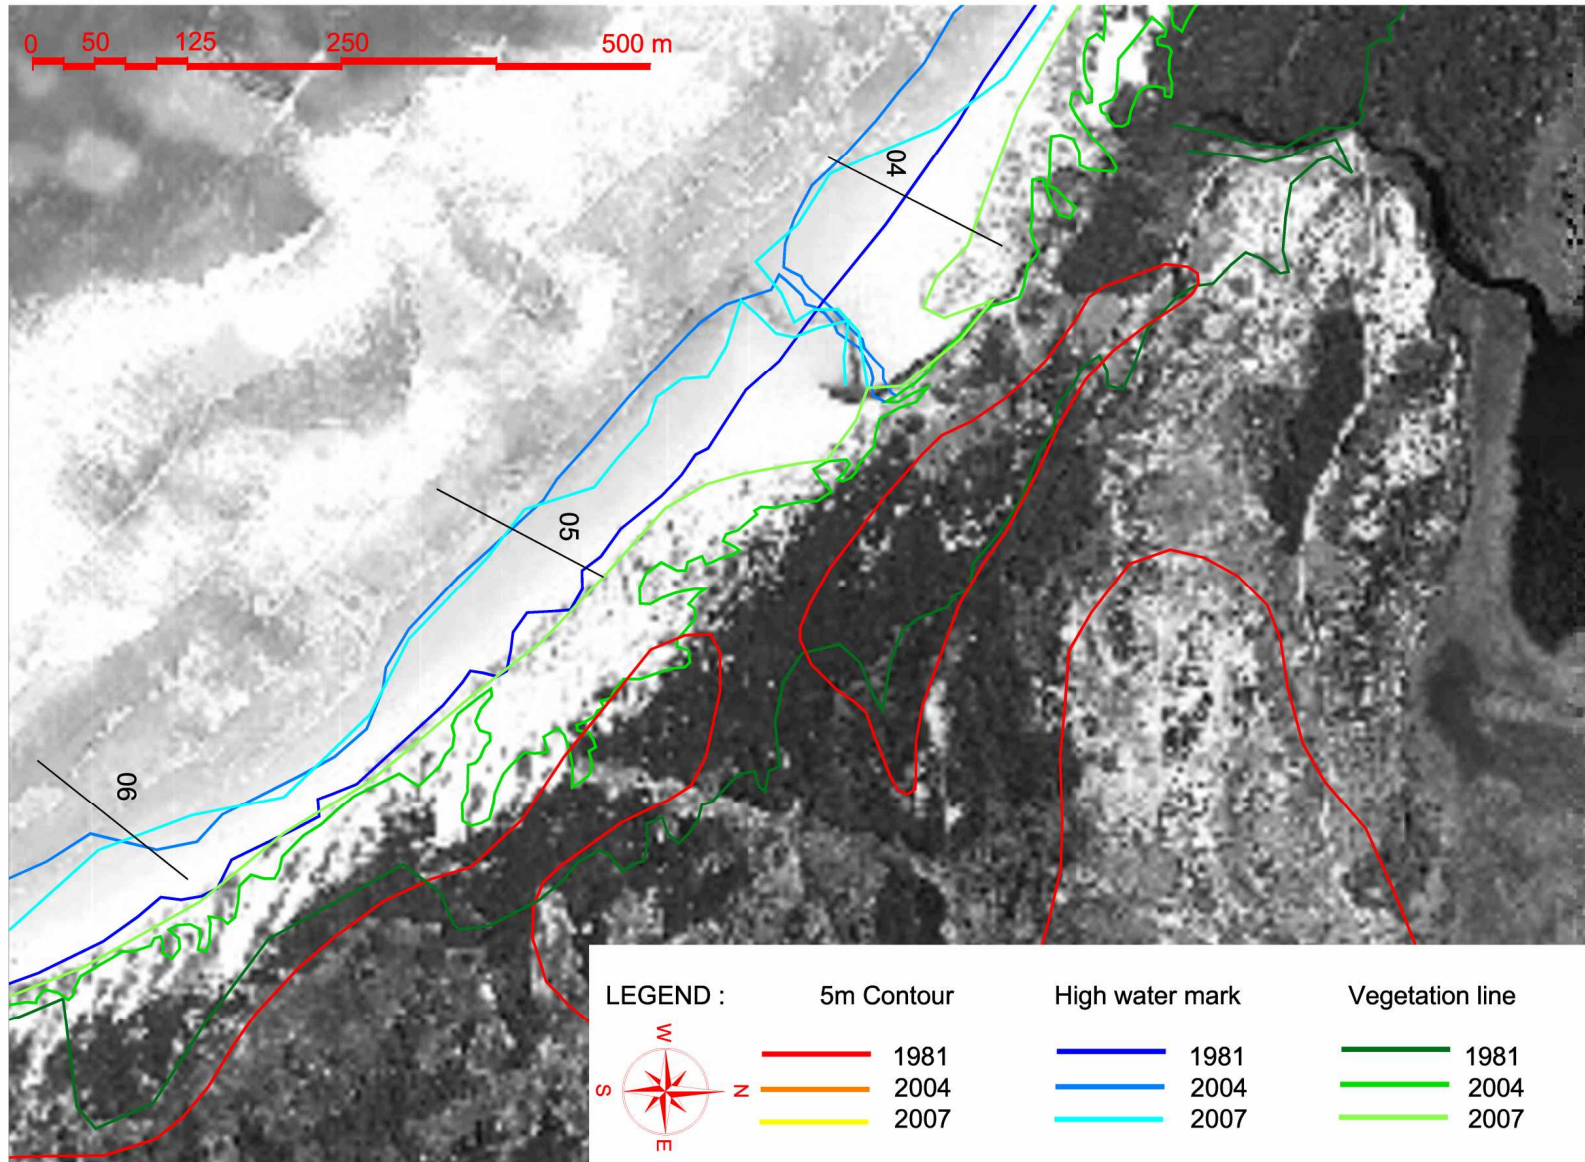 0 50 125 250 500 m
04
05
06
LEGEND : 5m Contour High water mark Vegetation line
W
S N
E
1981 1981 1981
2004 2004 2004
2007 2007 2007